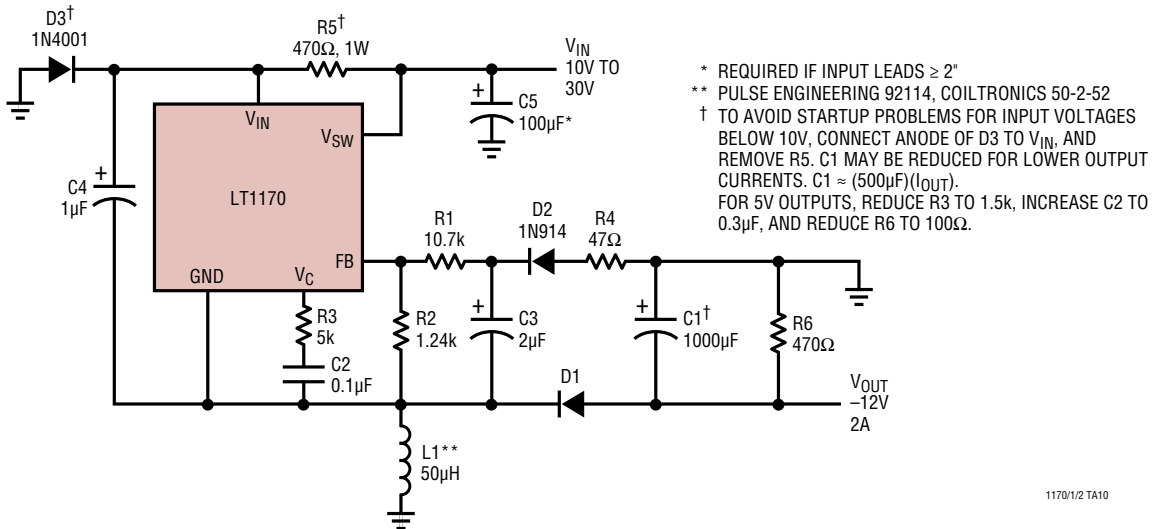 D3†
1N4001
R5†
470Ω, 1W
VIN
10V TO
30V
+
C5
100µF*
VIN
VSW
LT1170
+
C4
1µF
GND
VC
FB
R1
10.7k
D2
1N914
R4
47Ω
R3
5k
C2
0.1µF
R2
1.24k
+
C3
2µF
+
C1†
1000µF
R6
470Ω
D1
VOUT
–12V
2A
L1**
50µH
* REQUIRED IF INPUT LEADS ≥ 2"
** PULSE ENGINEERING 92114, COILTRONICS 50-2-52
† TO AVOID STARTUP PROBLEMS FOR INPUT VOLTAGES
BELOW 10V, CONNECT ANODE OF D3 TO VIN, AND
REMOVE R5. C1 MAY BE REDUCED FOR LOWER OUTPUT
CURRENTS. C1 ≈ (500µF)(IOUT).
FOR 5V OUTPUTS, REDUCE R3 TO 1.5k, INCREASE C2 TO
0.3µF, AND REDUCE R6 TO 100Ω.
1170/1/2 TA10